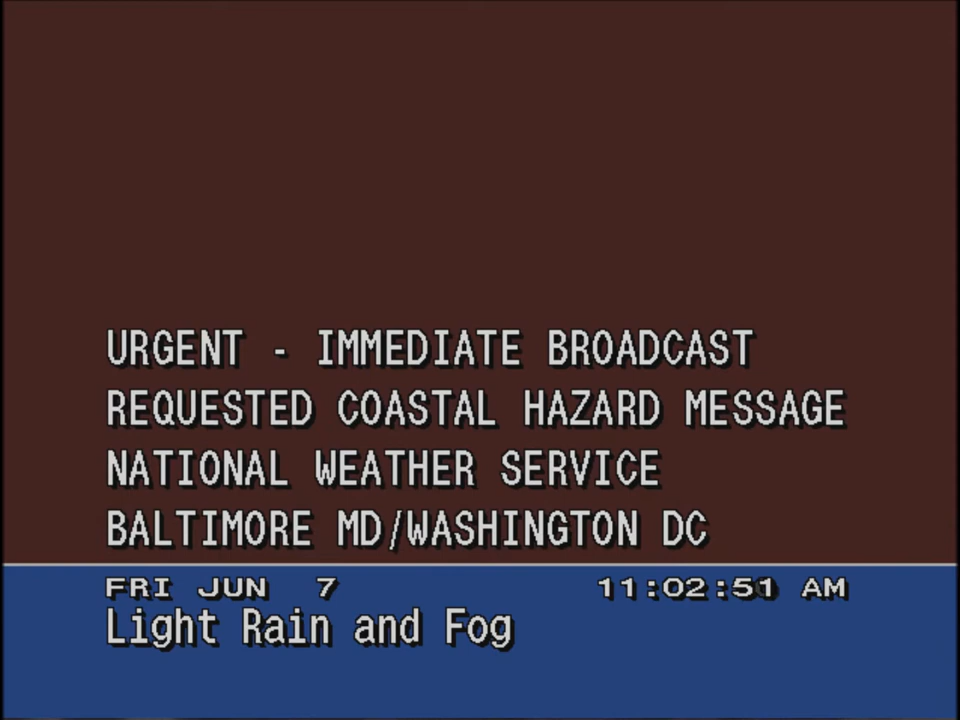 URGENT - IMMEDIATE BROADCAST
REQUESTED COASTAL HAZARD MESSAGE
NATIONAL WEATHER SERVICE
BALTIMORE MD/WASHINGTON DC
FRI JUN 7 11:02:51 AM
Light Rain and Fog